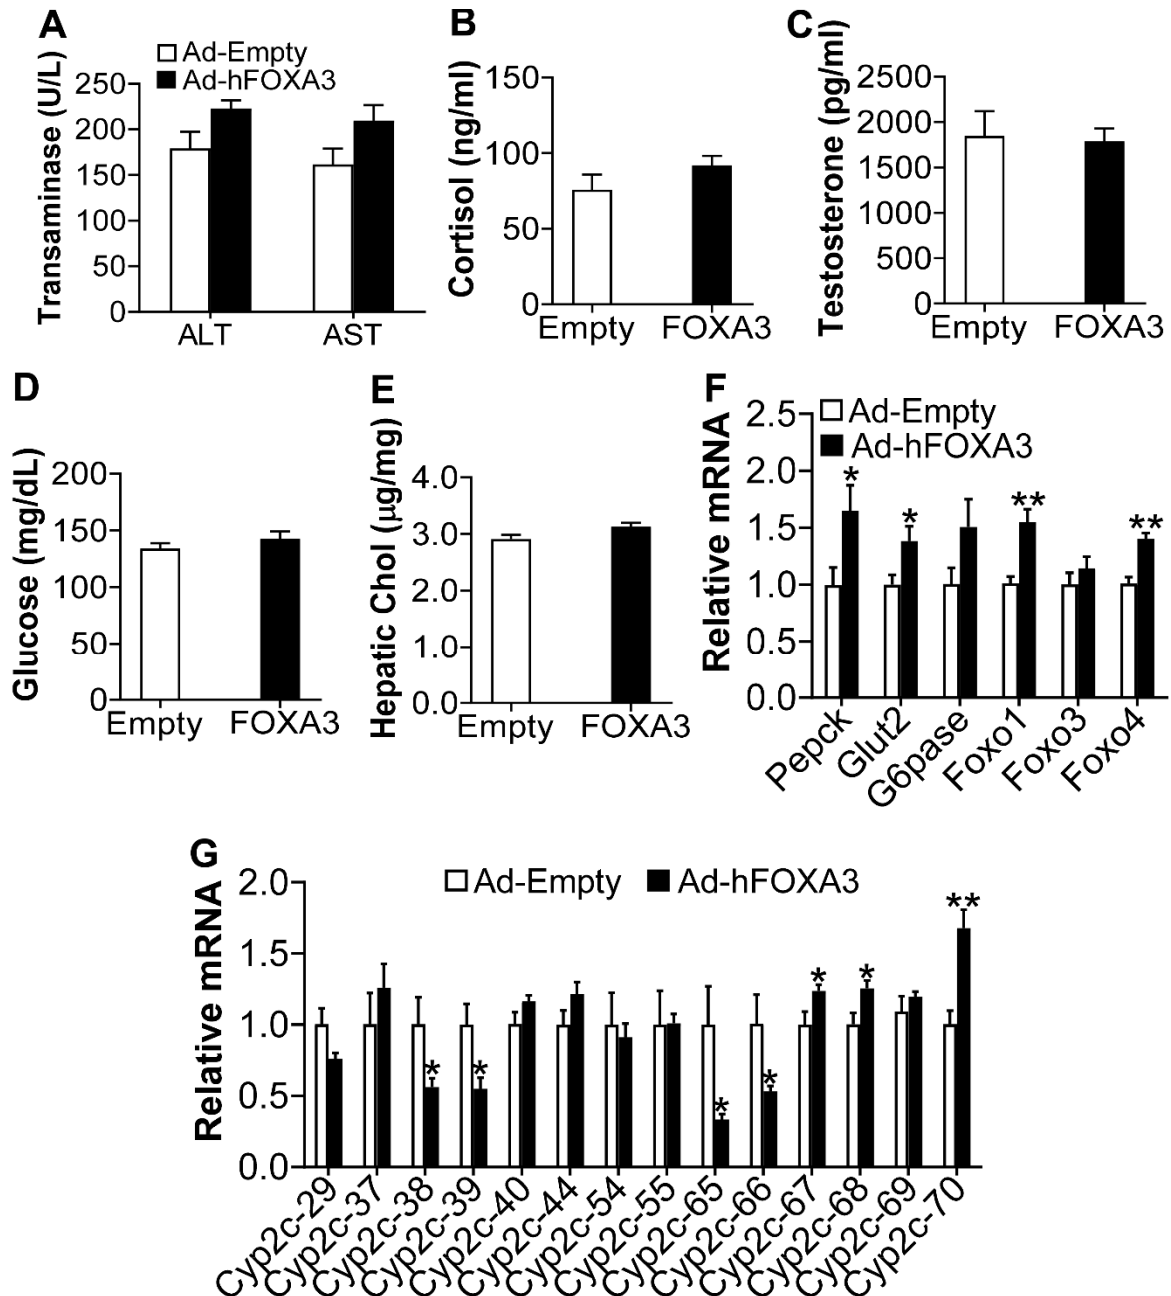 A
Transaminase (U/L)
Ad-Empty
Ad-hFOXA3
250
200
150
100
50
0
ALT
AST
B
Cortisol (ng/ml)
150
100
50
0
Empty
FOXA3
C
Testosterone (pg/ml)
2500
2000
1500
1000
500
0
Empty
FOXA3
D
Glucose (mg/dL)
200
150
100
50
0
Empty
FOXA3
E
Hepatic Chol (μg/mg)
4.0
3.0
2.0
1.0
0.0
Empty
FOXA3
F
Relative mRNA
Ad-Empty
Ad-hFOXA3
2.5
2.0
1.5
1.0
0.5
0.0
*
*
**
**
Pepck
Glut2
G6pase
Foxo1
Foxo3
Foxo4
G
Relative mRNA
Ad-Empty
Ad-hFOXA3
2.0
1.5
1.0
0.5
0.0
*
*
*
*
*
*
**
Cyp2c-29
Cyp2c-37
Cyp2c-38
Cyp2c-39
Cyp2c-40
Cyp2c-44
Cyp2c-54
Cyp2c-55
Cyp2c-65
Cyp2c-66
Cyp2c-67
Cyp2c-68
Cyp2c-69
Cyp2c-70